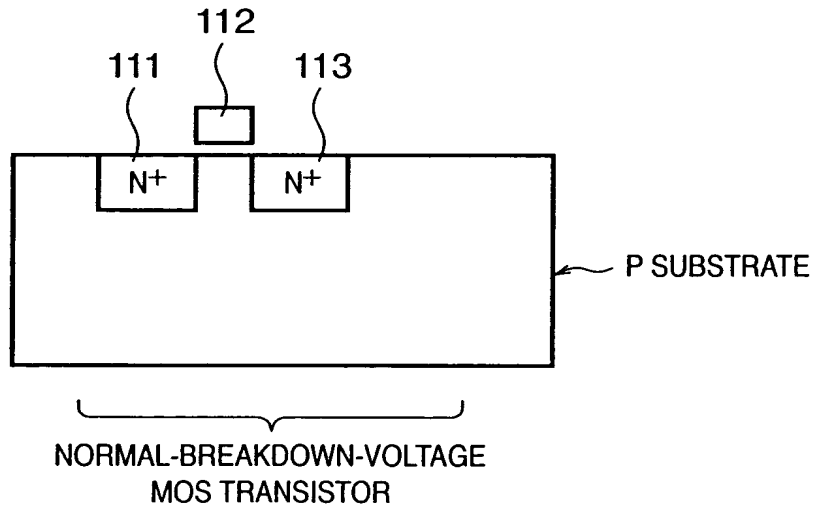 112
111
113
N+
N+
P SUBSTRATE
NORMAL-BREAKDOWN-VOLTAGE
MOS TRANSISTOR